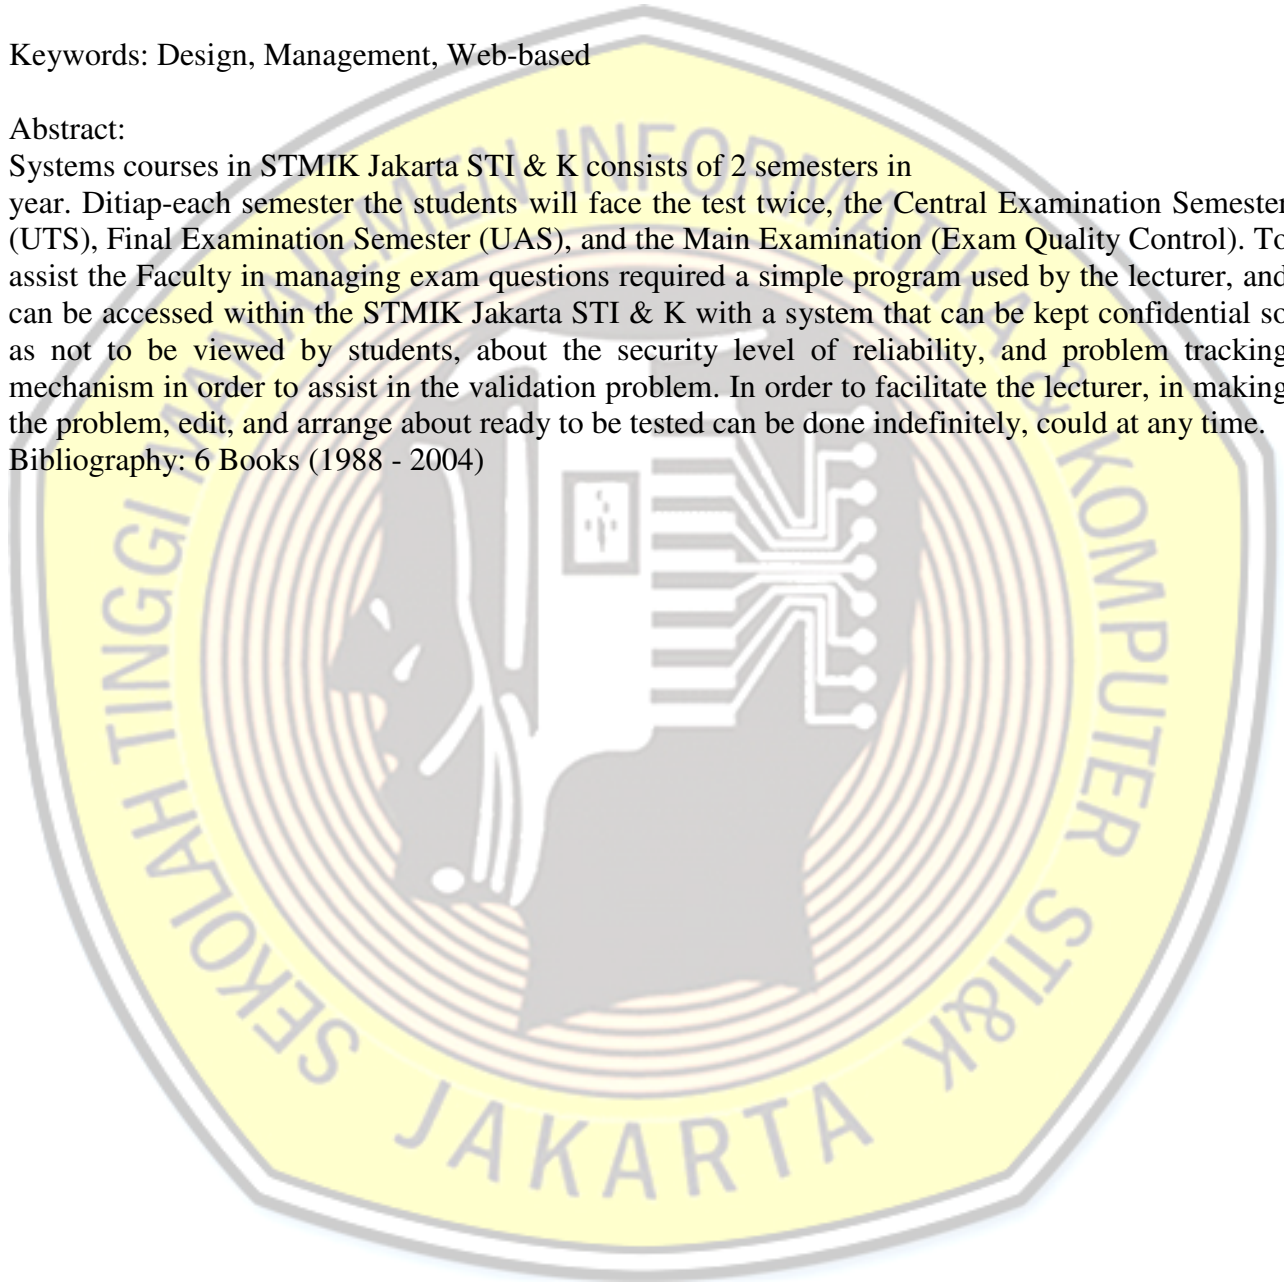 Keywords: Design, Management, Web-based
Abstract:
Systems courses in STMIK Jakarta STI & K consists of 2 semesters in
year. Ditiap-each semester the students will face the test twice, the Central Examination Semester
(UTS), Final Examination Semester (UAS), and the Main Examination (Exam Quality Control). To
assist the Faculty in managing exam questions required a simple program used by the lecturer, and
can be accessed within the STMIK Jakarta STI & K with a system that can be kept confidential so
as not to be viewed by students, about the security level of reliability, and problem tracking
mechanism in order to assist in the validation problem. In order to facilitate the lecturer, in making
the problem, edit, and arrange about ready to be tested can be done indefinitely, could at any time.
Bibliography: 6 Books (1988 - 2004)
SEKOLAH TINGGI MANAJEMEN INFORMATIKA & KOMPUTER STI&K
JAKARTA